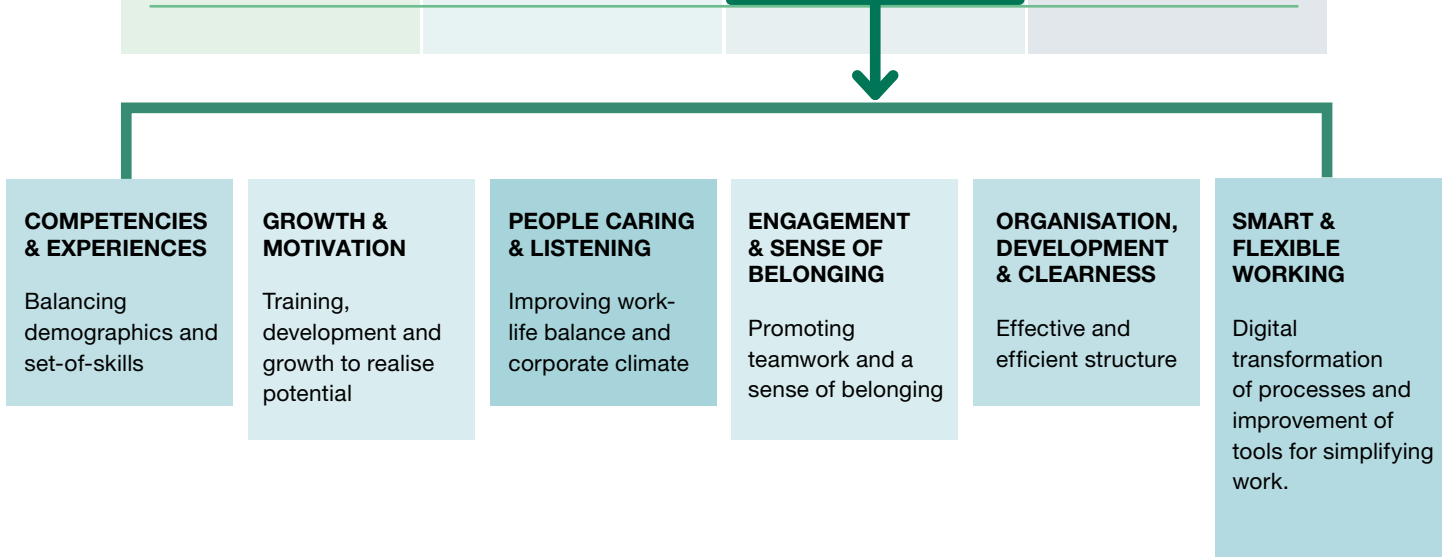 COMPETENCIES
& EXPERIENCES
Balancing
demographics and
set-of-skills
GROWTH &
MOTIVATION
Training,
development and
growth to realise
potential
PEOPLE CARING
& LISTENING
Improving work-
life balance and
corporate climate
ENGAGEMENT
& SENSE OF
BELONGING
Promoting
teamwork and a
sense of belonging
ORGANISATION,
DEVELOPMENT
& CLEARNESS
Effective and
efficient structure
SMART &
FLEXIBLE
WORKING
Digital
transformation
of processes and
improvement of
tools for simplifying
work.